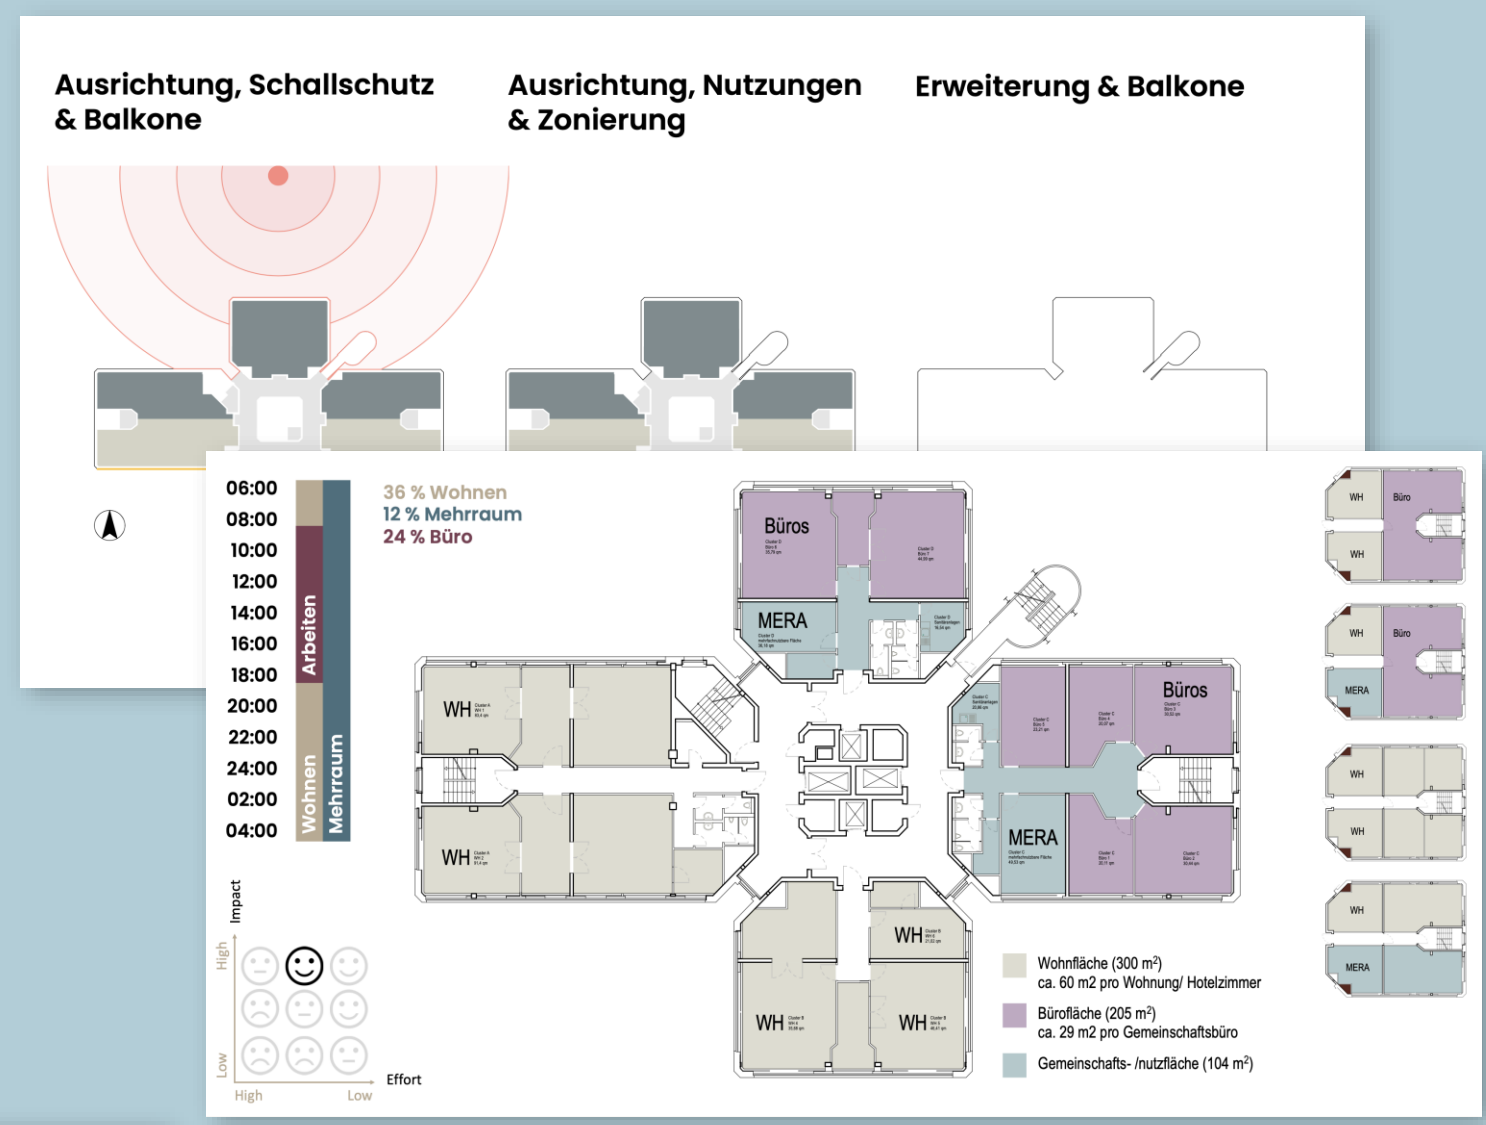 Ausrichtung, Schallschutz
& Balkone
Ausrichtung, Nutzungen
& Zonierung
Erweiterung & Balkone
06:00
08:00
10:00
12:00
14:00
16:00
18:00
20:00
22:00
24:00
02:00
04:00
Arbeiten
Wohnen
Mehrraum
36 % Wohnen
12 % Mehrraum
24 % Büro
Impact
High
Low
High
Low
Effort
Büros
MERA
WH
WH
Büros
MERA
WH
WH
WH
Wohnfläche (300 m²)
ca. 60 m2 pro Wohnung/ Hotelzimmer
Bürofläche (205 m²)
ca. 29 m2 pro Gemeinschaftsbüro
Gemeinschafts- /nutzfläche (104 m²)
WH
Büro
WH
WH
Büro
MERA
WH
WH
WH
MERA